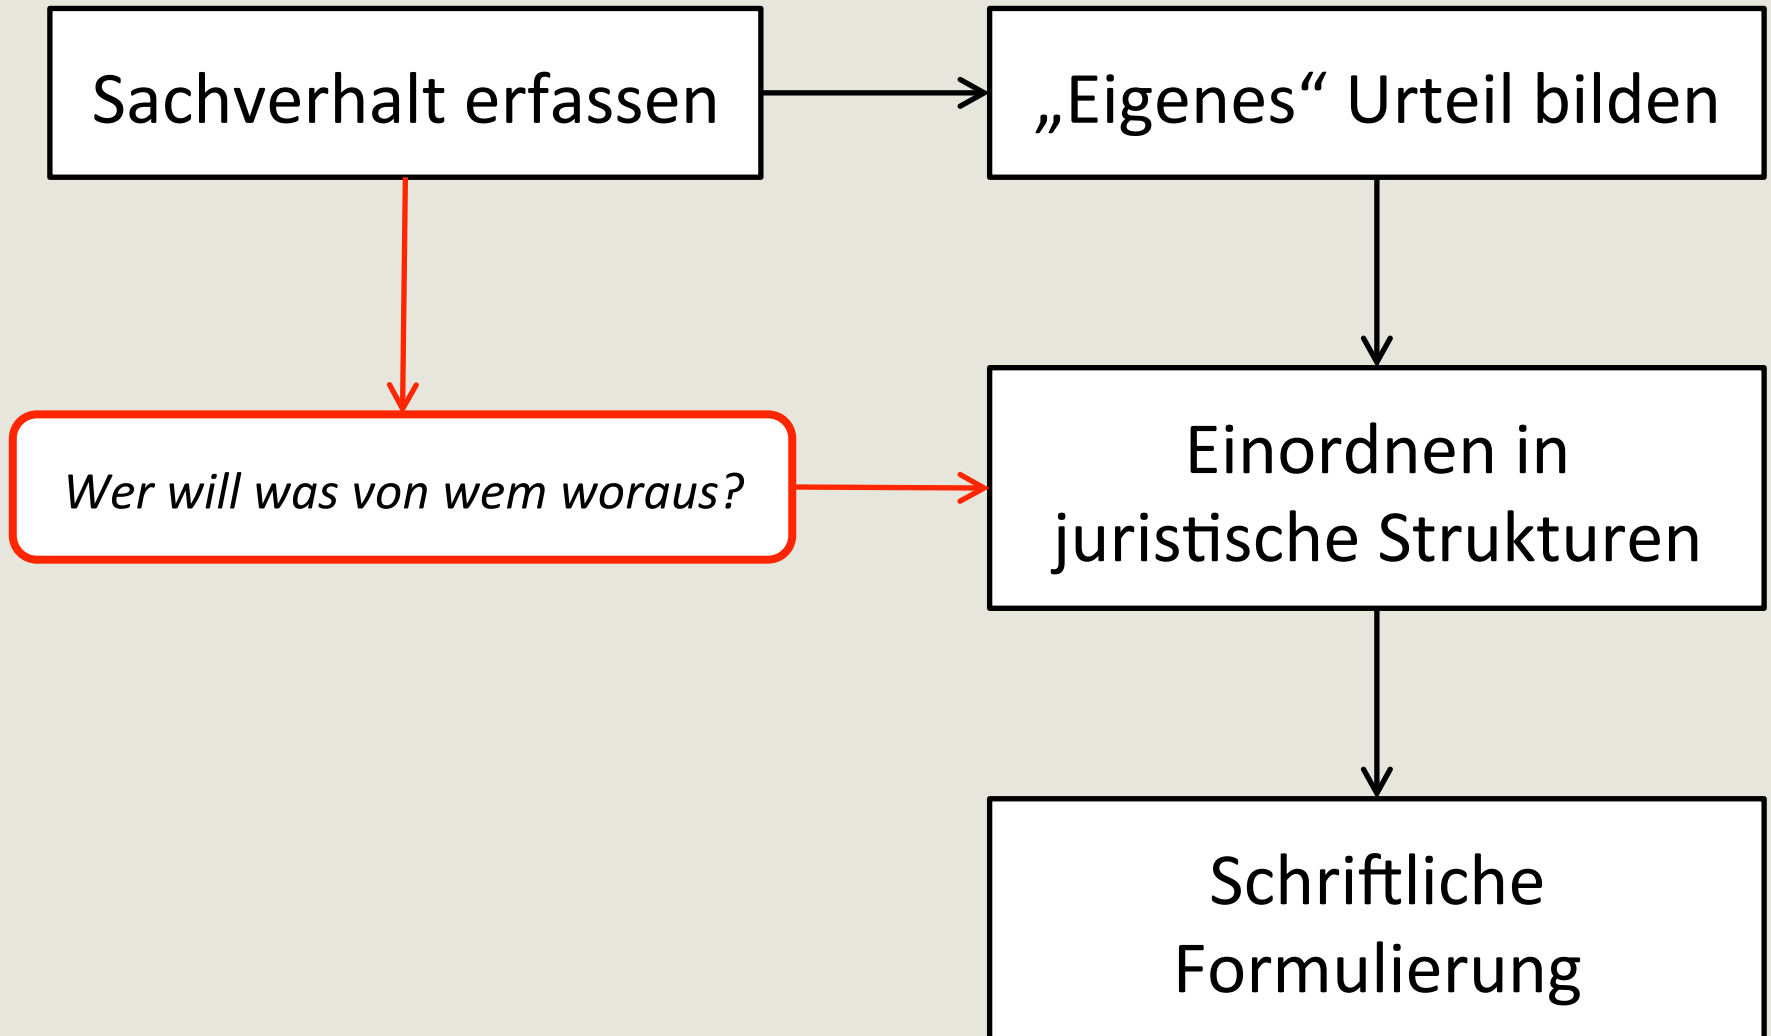 Sachverhalt erfassen
„Eigenes“ Urteil bilden
Wer will was von wem woraus?
Einordnen in
juristische Strukturen
Schriftliche
Formulierung